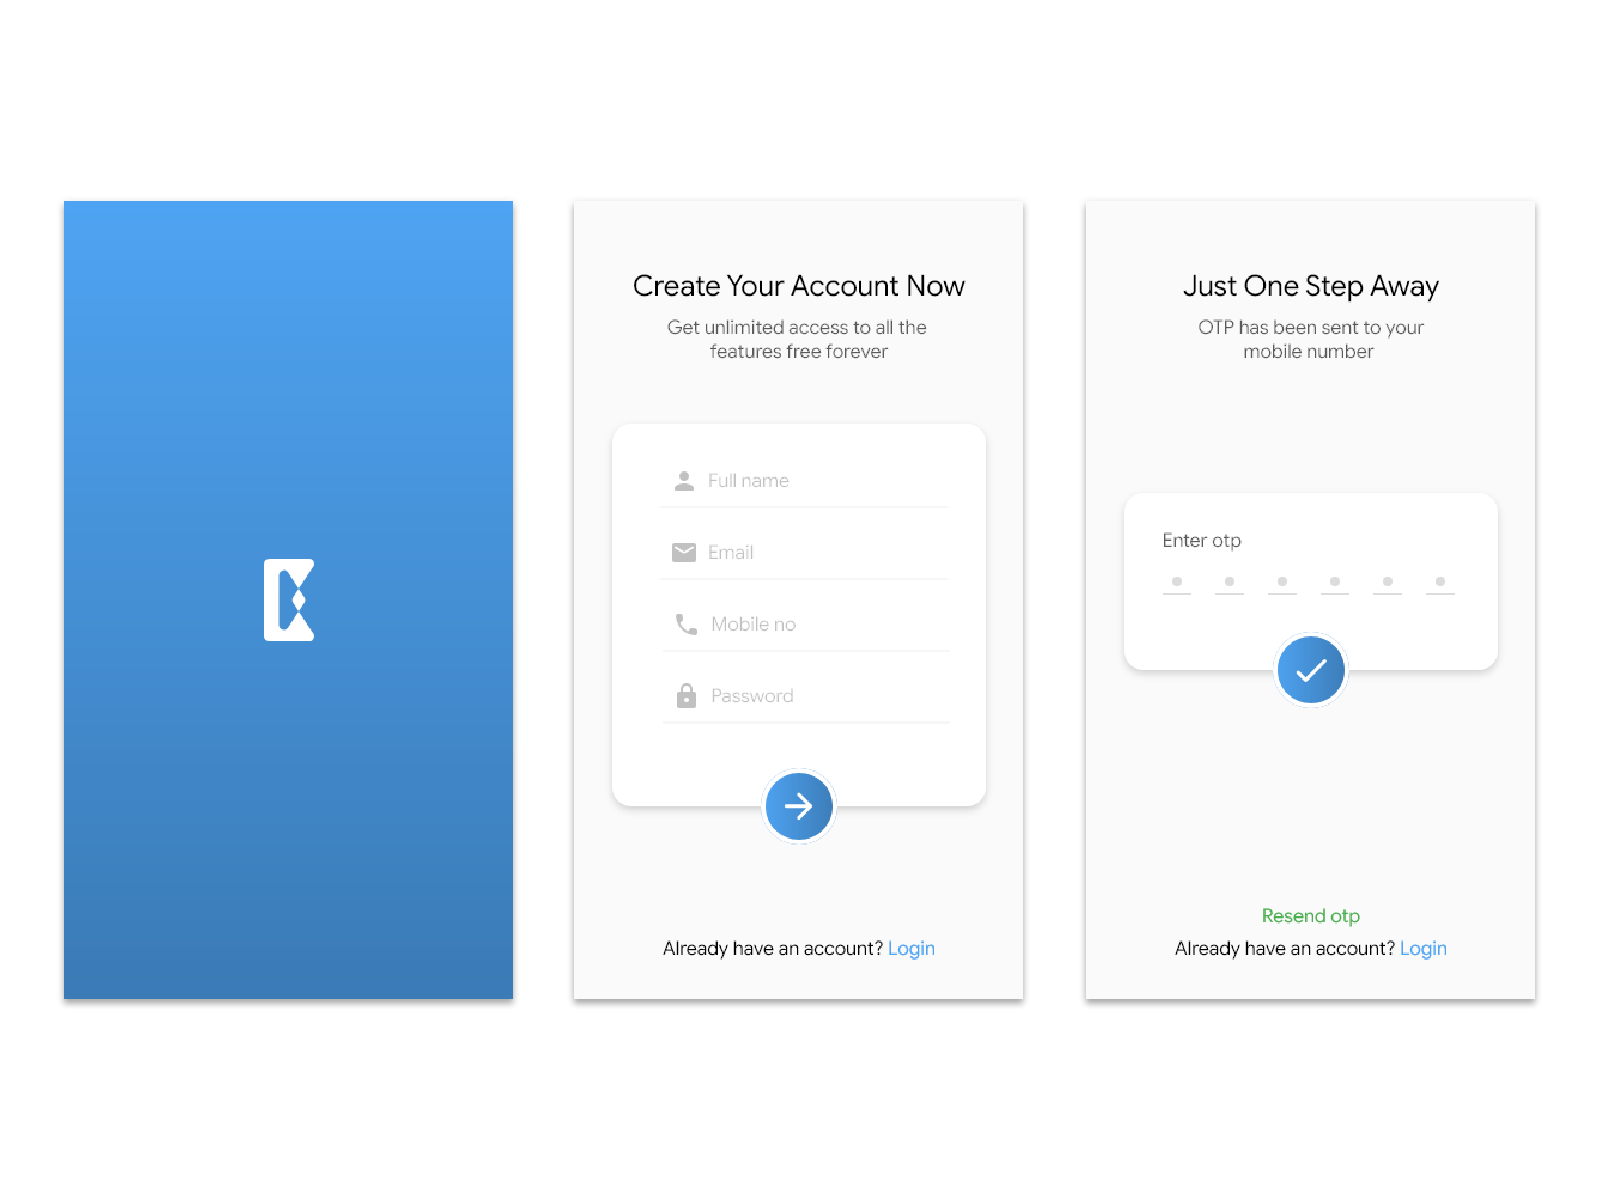 Create Your Account Now
Get unlimited access to all the
features free forever
Full name
Email
Mobile no
Password
Already have an account? Login
Just One Step Away
OTP has been sent to your
mobile number
Enter otp
Resend otp
Already have an account? Login